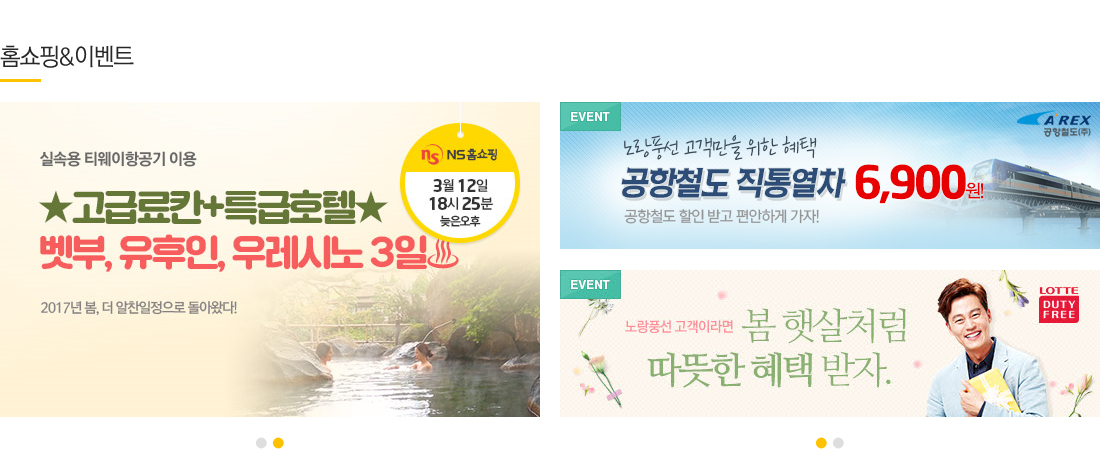 홈쇼핑&이벤트
실속용 티웨이항공기 이용
★고급료칸+특급호텔★
벳부, 유후인, 우레시노 3일♨
2017년 봄, 더 알찬일정으로 돌아왔다!
ns NS홈쇼핑
3월 12일
18시 25분
늦은오후
EVENT
노랑풍선 고객만을 위한 혜택
공항철도 직통열차 6,900원!
공항철도 할인 받고 편안하게 가자!
A'REX
공항철도(주)
EVENT
노랑풍선 고객이라면 봄 햇살처럼
따뜻한 혜택 받자.
LOTTE
DUTY
FREE